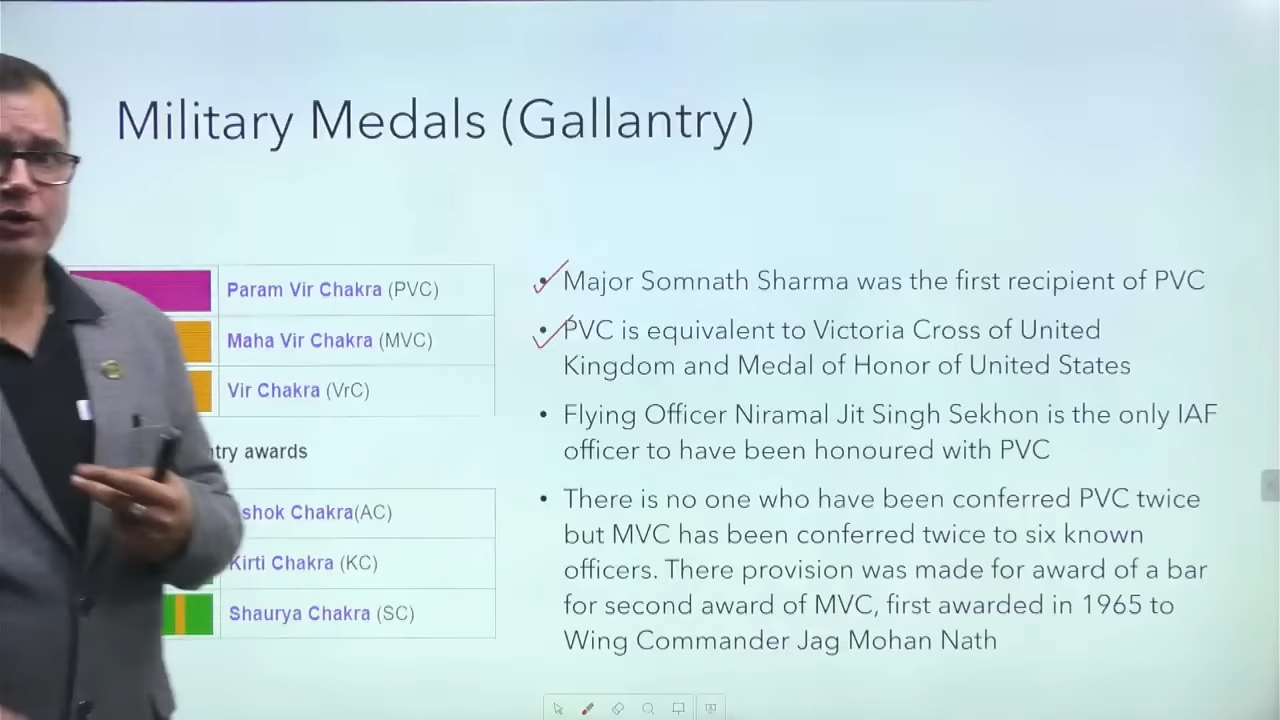 Military Medals (Gallantry)
Param Vir Chakra (PVC)
Maha Vir Chakra (MVC)
Vir Chakra (VrC)
awards
Chakra(AC)
Kirti Chakra (KC)
Shaurya Chakra (SC)
• Major Somnath Sharma was the first recipient of PVC
• PVC is equivalent to Victoria Cross of United
Kingdom and Medal of Honor of United States
• Flying Officer Niramal Jit Singh Sekhon is the only IAF
officer to have been honoured with PVC
• There is no one who have been conferred PVC twice
but MVC has been conferred twice to six known
officers. There provision was made for award of a bar
for second award of MVC, first awarded in 1965 to
Wing Commander Jag Mohan Nath